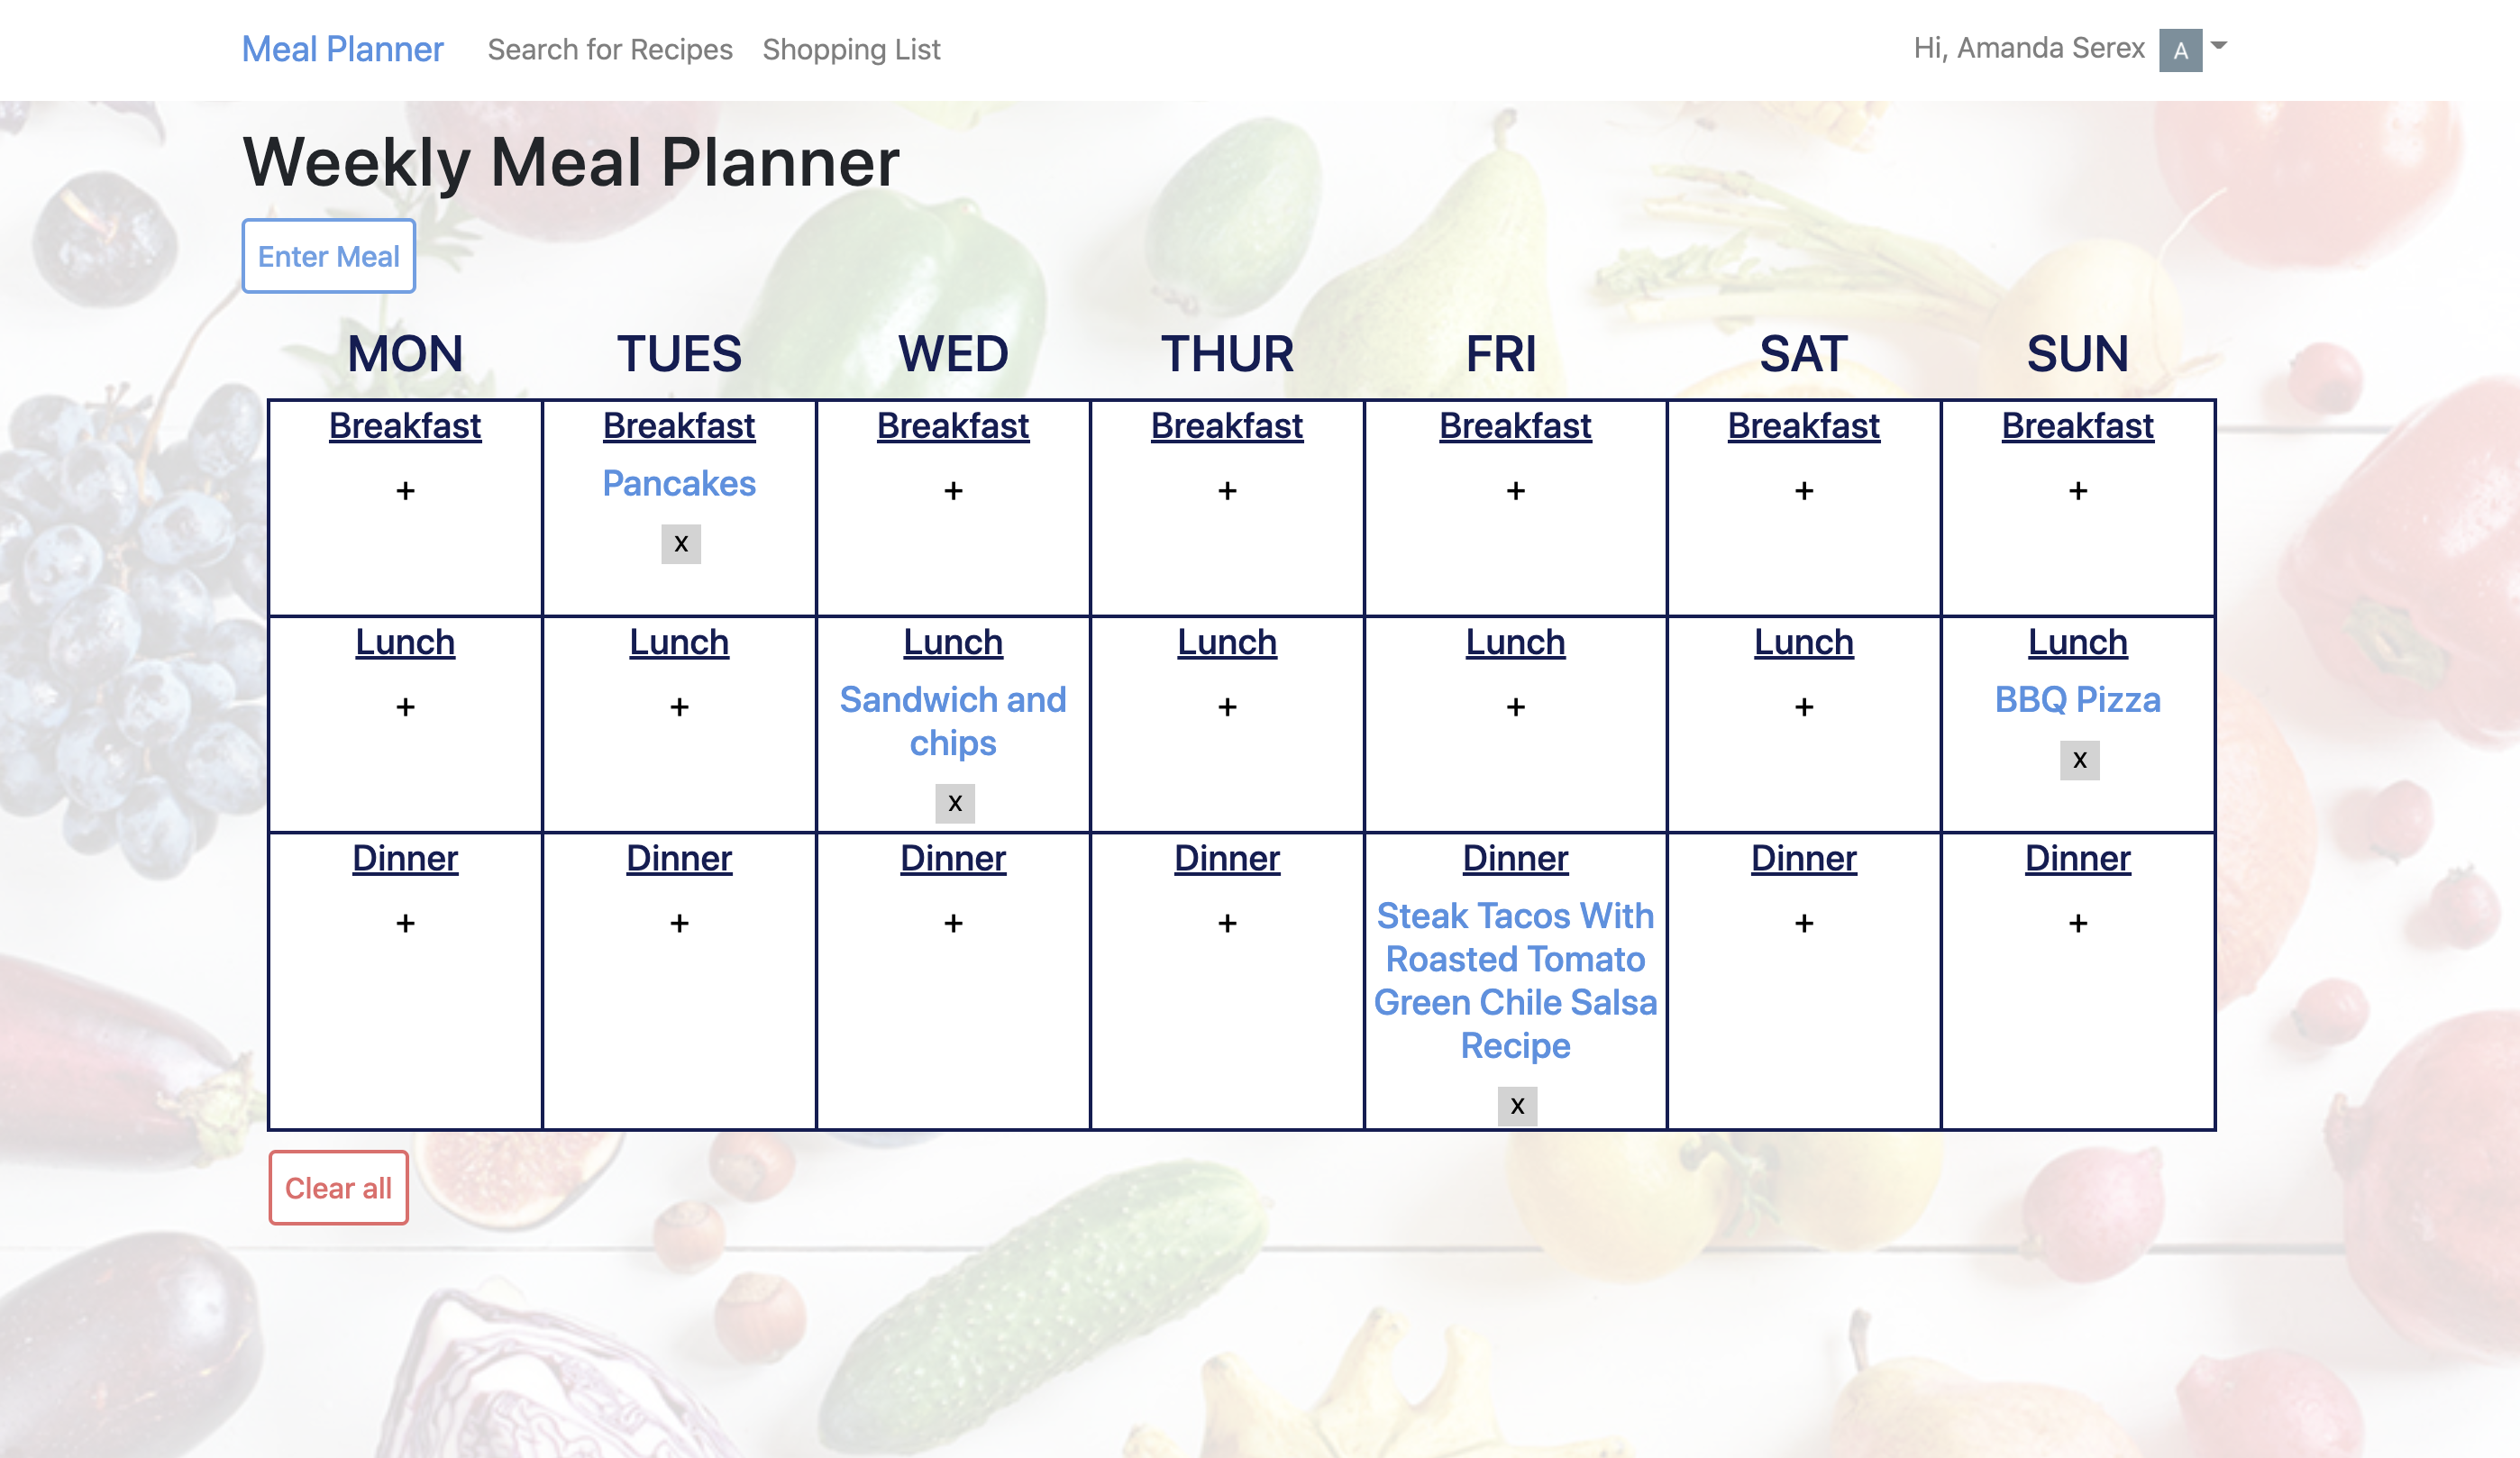 Meal Planner Search for Recipes Shopping List Hi, Amanda Serex A
Weekly Meal Planner
Enter Meal
MON TUES WED THUR FRI SAT SUN
Breakfast Breakfast Breakfast Breakfast Breakfast Breakfast Breakfast
+ Pancakes + + + + +
x
Lunch Lunch Lunch Lunch Lunch Lunch Lunch
+ + Sandwich and + + + BBQ Pizza
chips x
x
Dinner Dinner Dinner Dinner Dinner Dinner Dinner
+ + + + Steak Tacos With + +
Roasted Tomato
Green Chile Salsa
Recipe
x
Clear all